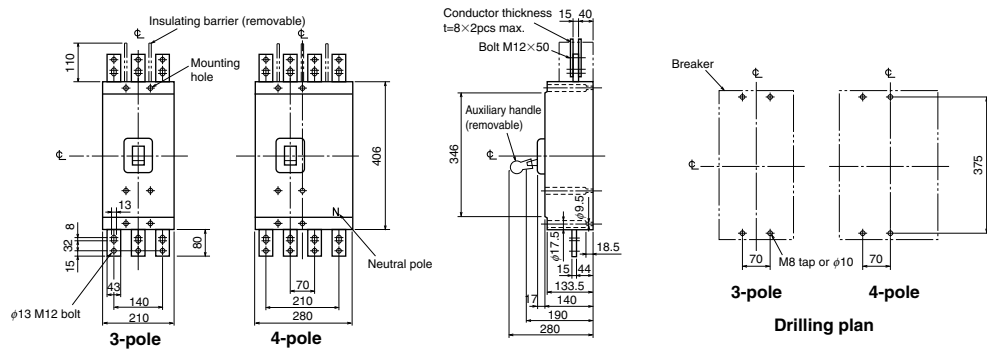 ℄
Insulating barrier (removable)
℄
110
Mounting
hole
406
13
8
32
15
43
80
N
Neutral pole
φ13 M12 bolt
140
210
3-pole
70
210
280
4-pole
Conductor thickness
t=8×2pcs max.
15
40
Bolt M12×50
Auxiliary handle
(removable)
℄
346
φ9.5
φ17.5
18.5
15
44
133.5
17
140
190
280
Breaker
℄
℄
℄
375
M8 tap or φ10
70
70
3-pole
4-pole
Drilling plan